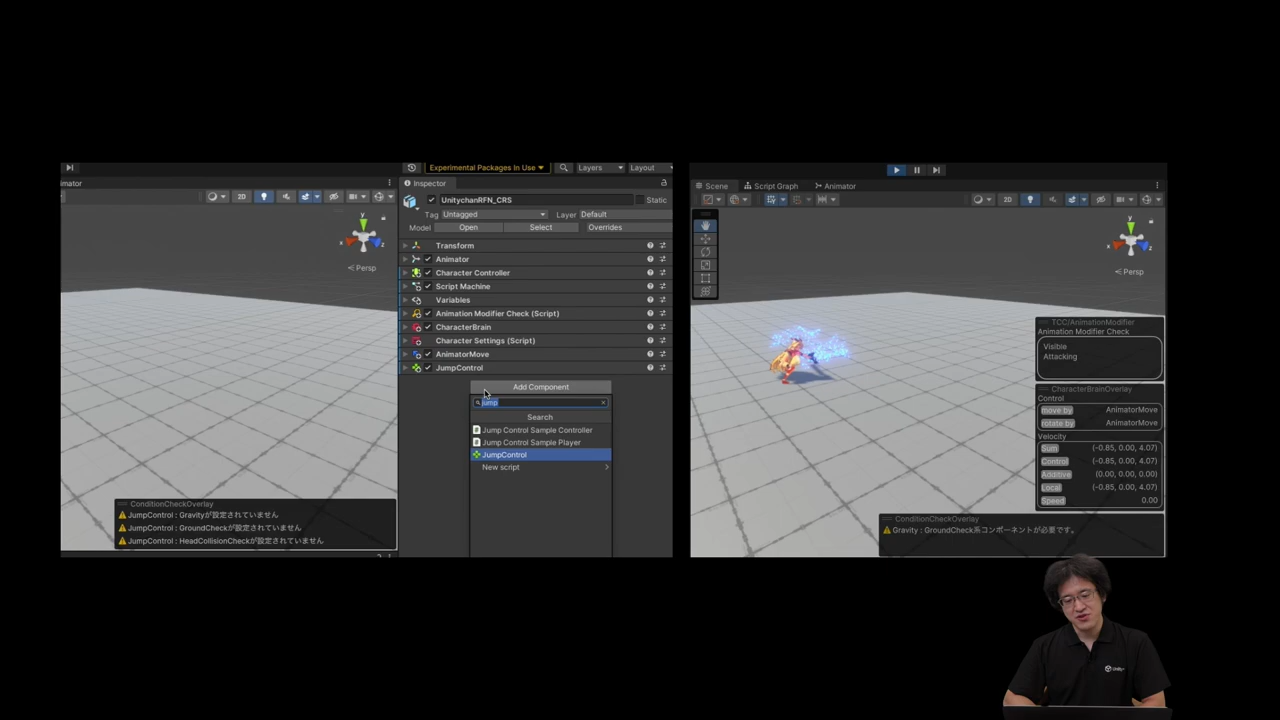 Experimental Packages In Use
Layers
Layout
imator
Inspector
2D
UnitychanRFN_CRS
Static
Tag
Untagged
Layer
Default
Model
Open
Select
Overrides
Transform
Animator
Character Controller
Script Machine
Variables
Animation Modifier Check (Script)
CharacterBrain
Character Settings (Script)
AnimatorMove
JumpControl
y
x
z
Persp
Add Component
jump
Search
Jump Control Sample Controller
Jump Control Sample Player
JumpControl
New script
ConditionCheckOverlay
JumpControl : Gravityが設定されていません
JumpControl : GroundCheckが設定されていません
JumpControl : HeadCollisionCheckが設定されていません
Scene
Script Graph
Animator
2D
y
x
z
Persp
TCC/AnimationModifier
Animation Modifier Check
Visible
Attacking
CharacterBrainOverlay
Control
move by AnimatorMove
rotate by AnimatorMove
Velocity
Sum (-0.85, 0.00, 4.07)
Control (-0.85, 0.00, 4.07)
Additive (0.00, 0.00, 0.00)
Local (-0.85, 0.00, 4.07)
Speed 0.00
ConditionCheckOverlay
Gravity : GroundCheck系コンポーネントが必要です。
Unity